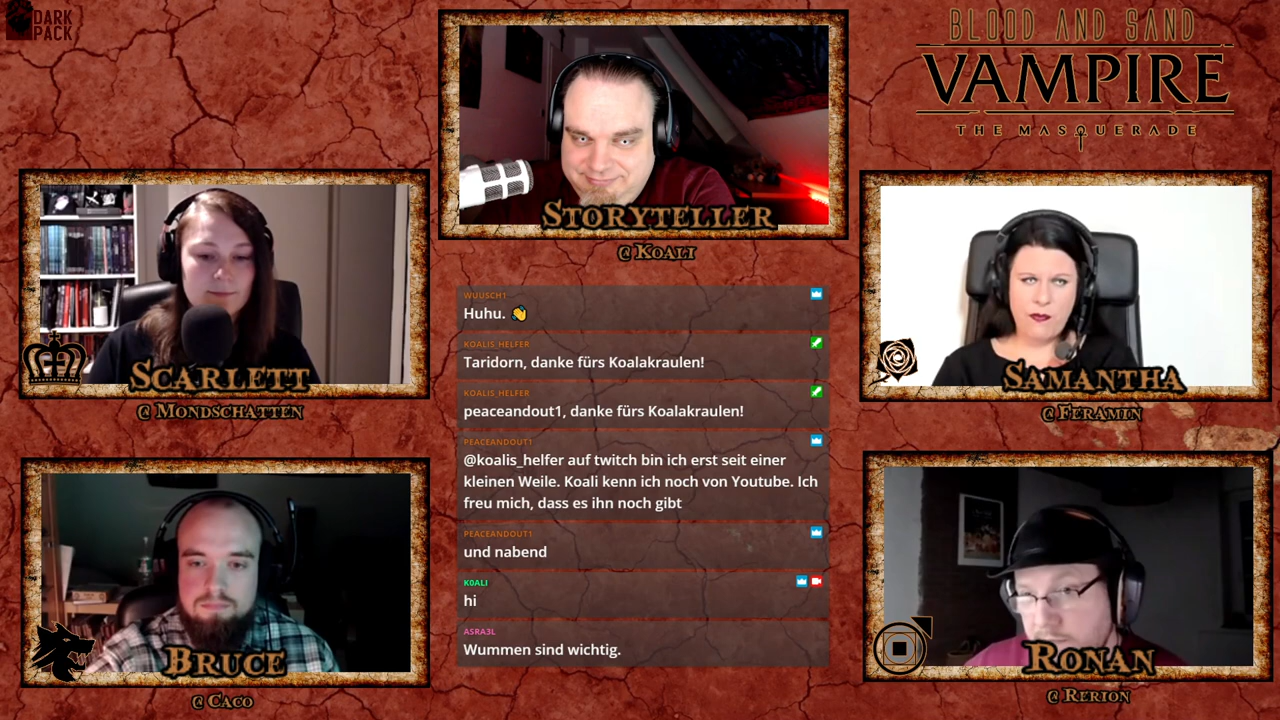 DARK
PACK
BLOOD AND SAND
VAMPIRE
THE MASQUERADE
STORYTELLER
@ KOALI
SCARLETT
@ MONDSCHATTEN
SAMANTHA
@ FERAMIN
WUUSCH1
Huhu. 👋
KOALIS_HELFER
Taridorn, danke fürs Koalakraulen!
KOALIS_HELFER
peaceandout1, danke fürs Koalakraulen!
PEACEANDOUT1
@koalis_helfer auf twitch bin ich erst seit einer
kleinen Weile. Koali kenn ich noch von Youtube. Ich
freu mich, dass es ihn noch gibt
PEACEANDOUT1
und nabend
K0ALI
hi
ASRA3L
Wummen sind wichtig.
BRUCE
@ CACO
RONAN
@ RERION